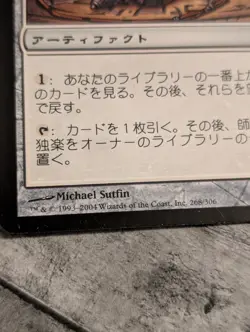 アーティファクト
1: あなたのライブラリーの一番上か
のカードを見る。その後、それらを
で戻す。
: カードを1枚引く。その後、師
独楽をオーナーのライブラリーの
置く。
Michael Sutfin
™ & © 1993–2004 Wizards of the Coast, Inc. 268/306